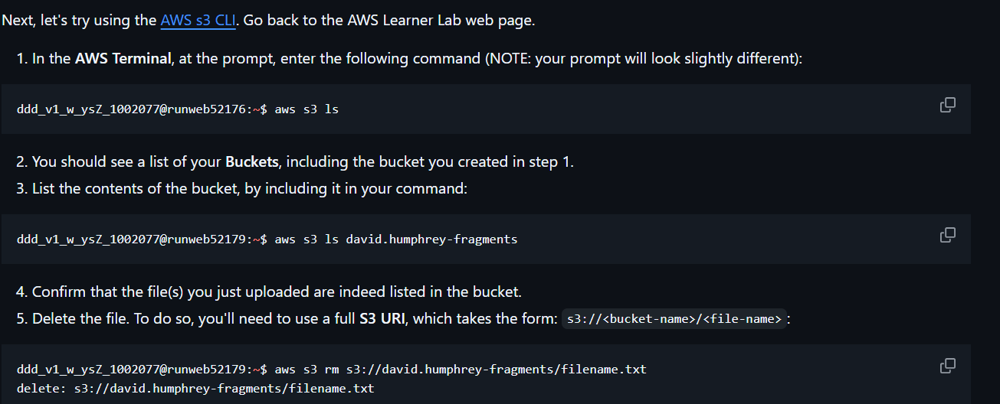 Next, let's try using the AWS s3 CLI. Go back to the AWS Learner Lab web page.
1. In the AWS Terminal, at the prompt, enter the following command (NOTE: your prompt will look slightly different):
ddd_v1_w_ysZ_1002077@runweb52176:~$ aws s3 ls
2. You should see a list of your Buckets, including the bucket you created in step 1.
3. List the contents of the bucket, by including it in your command:
ddd_v1_w_ysZ_1002077@runweb52179:~$ aws s3 ls david.humphrey-fragments
4. Confirm that the file(s) you just uploaded are indeed listed in the bucket.
5. Delete the file. To do so, you'll need to use a full S3 URI, which takes the form: s3://<bucket-name>/<file-name>:
ddd_v1_w_ysZ_1002077@runweb52179:~$ aws s3 rm s3://david.humphrey-fragments/filename.txt
delete: s3://david.humphrey-fragments/filename.txt